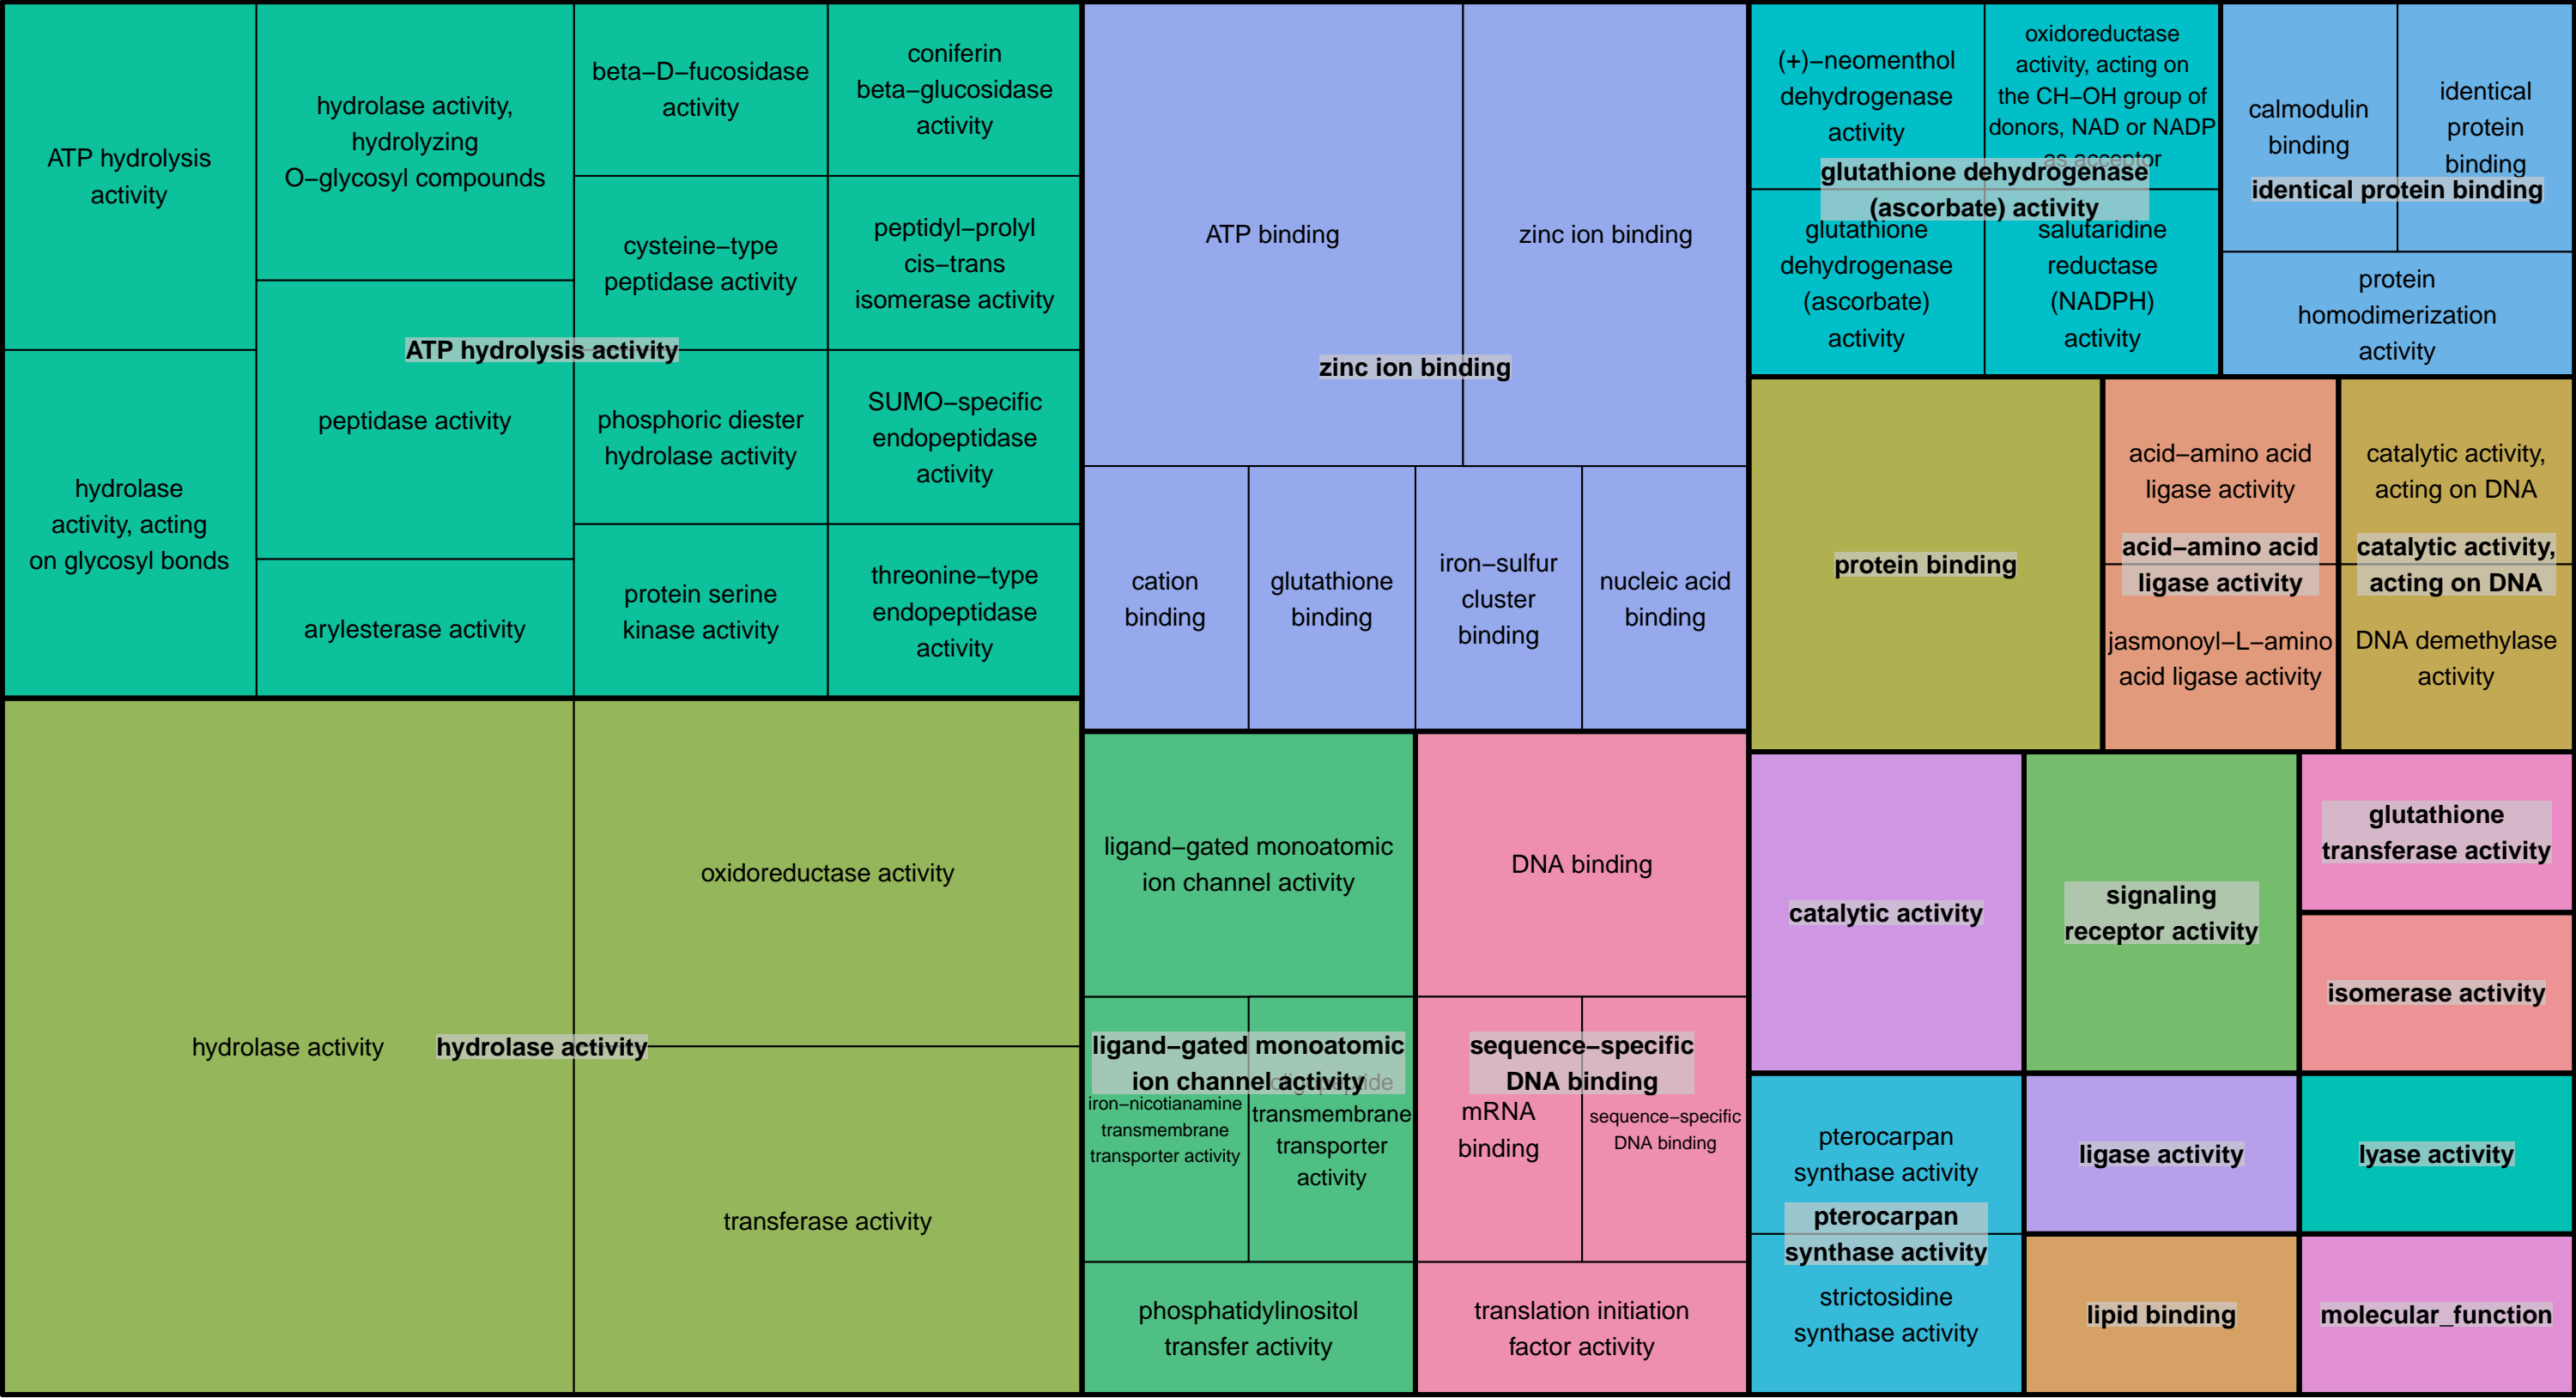 ATP hydrolysis
activity
hydrolase activity,
hydrolyzing
O−glycosyl compounds
beta−D−fucosidase
activity
coniferin
beta−glucosidase
activity
cysteine−type
peptidase activity
peptidyl−prolyl
cis−trans
isomerase activity
ATP hydrolysis activity
hydrolase
activity, acting
on glycosyl bonds
peptidase activity
phosphoric diester
hydrolase activity
SUMO−specific
endopeptidase
activity
arylesterase activity
protein serine
kinase activity
threonine−type
endopeptidase
activity
hydrolase activity
hydrolase activity
oxidoreductase activity
transferase activity
ATP binding
zinc ion binding
zinc ion binding
cation
binding
glutathione
binding
iron−sulfur
cluster
binding
nucleic acid
binding
ligand−gated monoatomic
ion channel activity
ligand−gated monoatomic
ion channel activity
iron−nicotianamine
transmembrane
transporter activity
transmembrane
transporter
activity
phosphatidylinositol
transfer activity
DNA binding
sequence−specific
DNA binding
mRNA
binding
sequence−specific
DNA binding
translation initiation
factor activity
(+)−neomenthol
dehydrogenase
activity
oxidoreductase
activity, acting on
the CH−OH group of
donors, NAD or NADP
as acceptor
glutathione dehydrogenase
(ascorbate) activity
glutathione
dehydrogenase
(ascorbate)
activity
salutaridine
reductase
(NADPH)
activity
calmodulin
binding
identical
protein
binding
identical protein binding
protein
homodimerization
activity
protein binding
acid−amino acid
ligase activity
acid−amino acid
ligase activity
jasmonoyl−L−amino
acid ligase activity
catalytic activity,
acting on DNA
catalytic activity,
acting on DNA
DNA demethylase
activity
catalytic activity
signaling
receptor activity
glutathione
transferase activity
isomerase activity
pterocarpan
synthase activity
pterocarpan
synthase activity
strictosidine
synthase activity
ligase activity
lyase activity
lipid binding
molecular_function